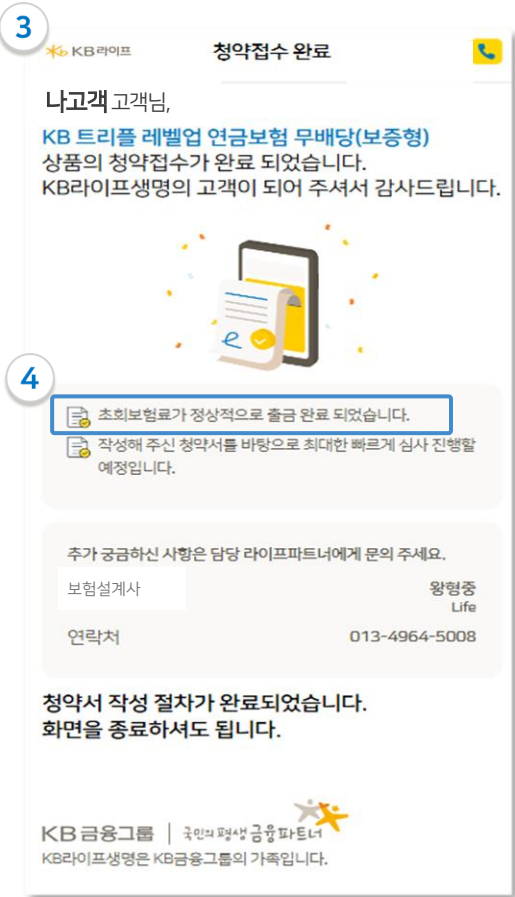 3
KB라이프
청약접수 완료
나고객 고객님,
KB 트리플 레벨업 연금보험 무배당(보증형)
상품의 청약접수가 완료 되었습니다.
KB라이프생명의 고객이 되어 주셔서 감사드립니다.
4
초회보험료가 정상적으로 출금 완료 되었습니다.
작성해 주신 청약서를 바탕으로 최대한 빠르게 심사 진행할
예정입니다.
추가 궁금하신 사항은 담당 라이프파트너에게 문의 주세요.
보험설계사 왕형중
Life
연락처 013-4964-5008
청약서 작성 절차가 완료되었습니다.
화면을 종료하셔도 됩니다.
KB금융그룹 | 국민의 평생 금융파트너
KB라이프생명은 KB금융그룹의 가족입니다.